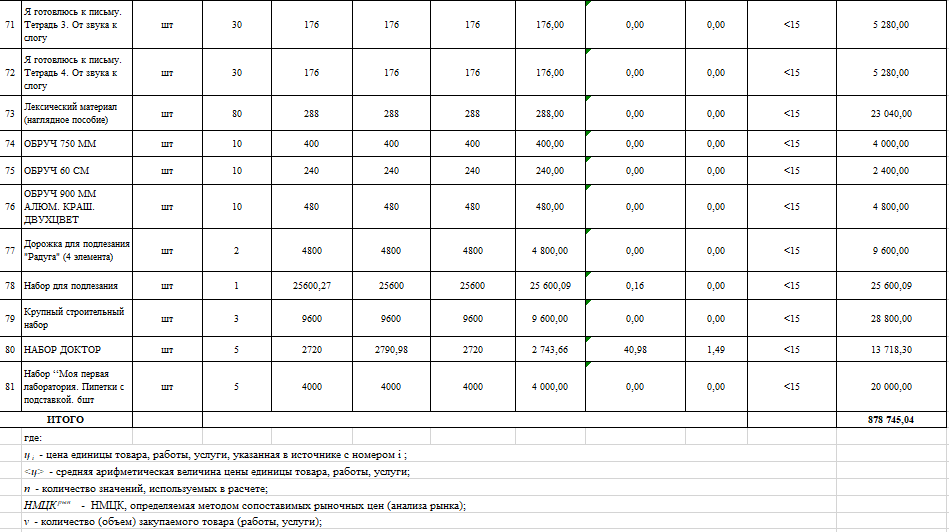 71 Я готовлюсь к письму. Тетрадь 3. От звука к слогу шт 30 176 176 176 176,00 0,00 0,00 <15 5 280,00
72 Я готовлюсь к письму. Тетрадь 4. От звука к слогу шт 30 176 176 176 176,00 0,00 0,00 <15 5 280,00
73 Лексический материал (наглядное пособие) шт 80 288 288 288 288,00 0,00 0,00 <15 23 040,00
74 ОБРУЧ 750 ММ шт 10 400 400 400 400,00 0,00 0,00 <15 4 000,00
75 ОБРУЧ 60 СМ шт 10 240 240 240 240,00 0,00 0,00 <15 2 400,00
76 ОБРУЧ 900 ММ АЛЮМ. КРАШ. ДВУХЦВЕТ шт 10 480 480 480 480,00 0,00 0,00 <15 4 800,00
77 Дорожка для подлезания "Радуга" (4 элемента) шт 2 4800 4800 4800 4 800,00 0,00 0,00 <15 9 600,00
78 Набор для подлезания шт 1 25600,27 25600 25600 25 600,09 0,16 0,00 <15 25 600,09
79 Крупный строительный набор шт 3 9600 9600 9600 9 600,00 0,00 0,00 <15 28 800,00
80 НАБОР ДОКТОР шт 5 2720 2790,98 2720 2 743,66 40,98 1,49 <15 13 718,30
81 Набор "Моя первая лаборатория. Пипетки с подставкой. 6шт шт 5 4000 4000 4000 4 000,00 0,00 0,00 <15 20 000,00
ИТОГО 878 745,04
где:
ц i - цена единицы товара, работы, услуги, указанная в источнике с номером i ;
<ц> - средняя арифметическая величина цены единицы товара, работы, услуги;
n - количество значений, используемых в расчете;
НМЦК рын - НМЦК, определяемая методом сопоставимых рыночных цен (анализа рынка);
v - количество (объем) закупаемого товара (работы, услуги);